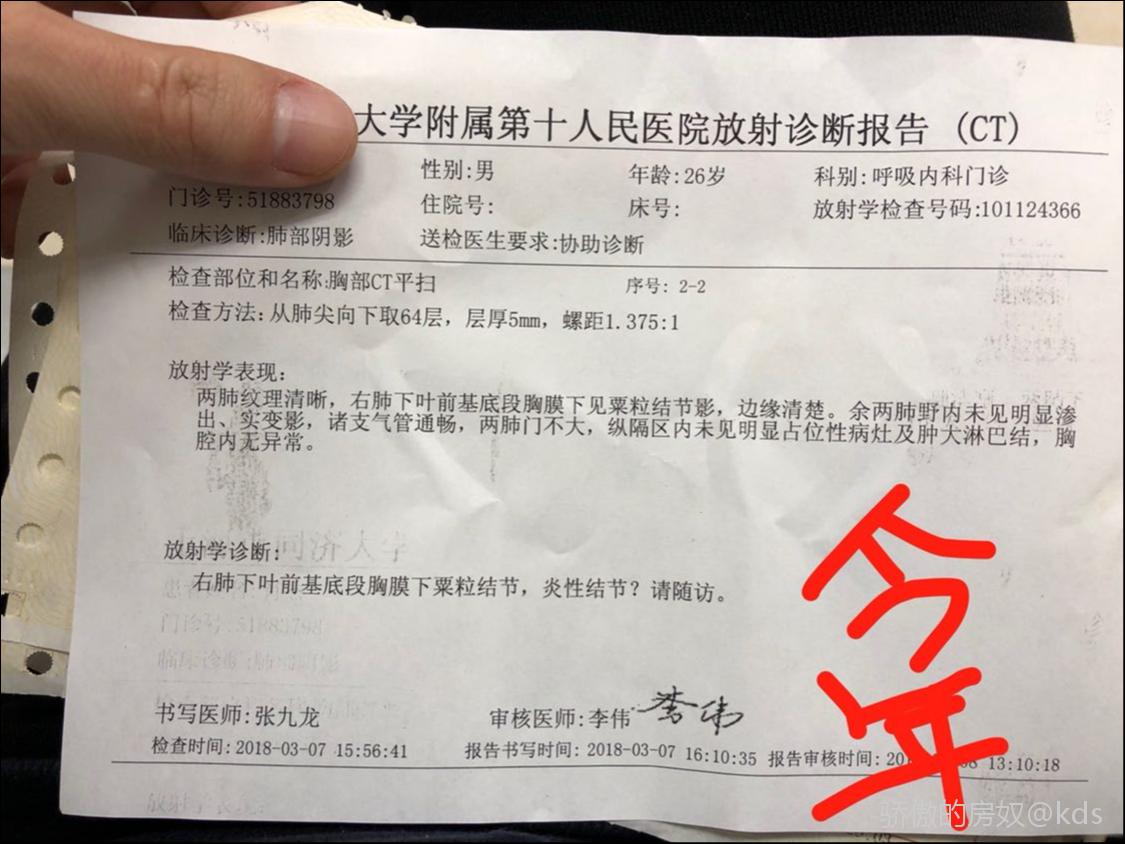 大学附属第十人民医院放射诊断报告 (CT)
性别:男 年龄:26岁 科别:呼吸内科门诊
门诊号:51883798 住院号: 床号: 放射学检查号码:101124366
临床诊断:肺部阴影 送检医生要求:协助诊断
检查部位和名称:胸部CT平扫 序号: 2-2
检查方法:从肺尖向下取64层，层厚5mm，螺距1.375:1
放射学表现:
两肺纹理清晰，右肺下叶前基底段胸膜下见粟粒结节影，边缘清楚。余两肺野内未见明显渗
出、实变影，诸支气管通畅，两肺门不大，纵隔区内未见明显占位性病灶及肿大淋巴结，胸
腔内无异常。
同济大学
放射学诊断:
右肺下叶前基底段胸膜下粟粒结节，炎性结节？请随访。
门诊号:51883798
今年
书写医师:张九龙 审核医师:李伟 李伟
检查时间:2018-03-07 15:56:41 报告书写时间: 2018-03-07 16:10:35 报告审核时间: 13:10:18
骄傲的房奴@kds